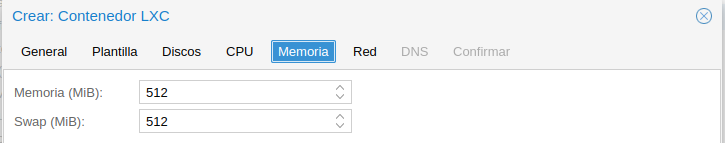 Crear: Contenedor LXC
General Plantilla Discos CPU Memoria Red DNS Confirmar
Memoria (MiB): 512
Swap (MiB): 512